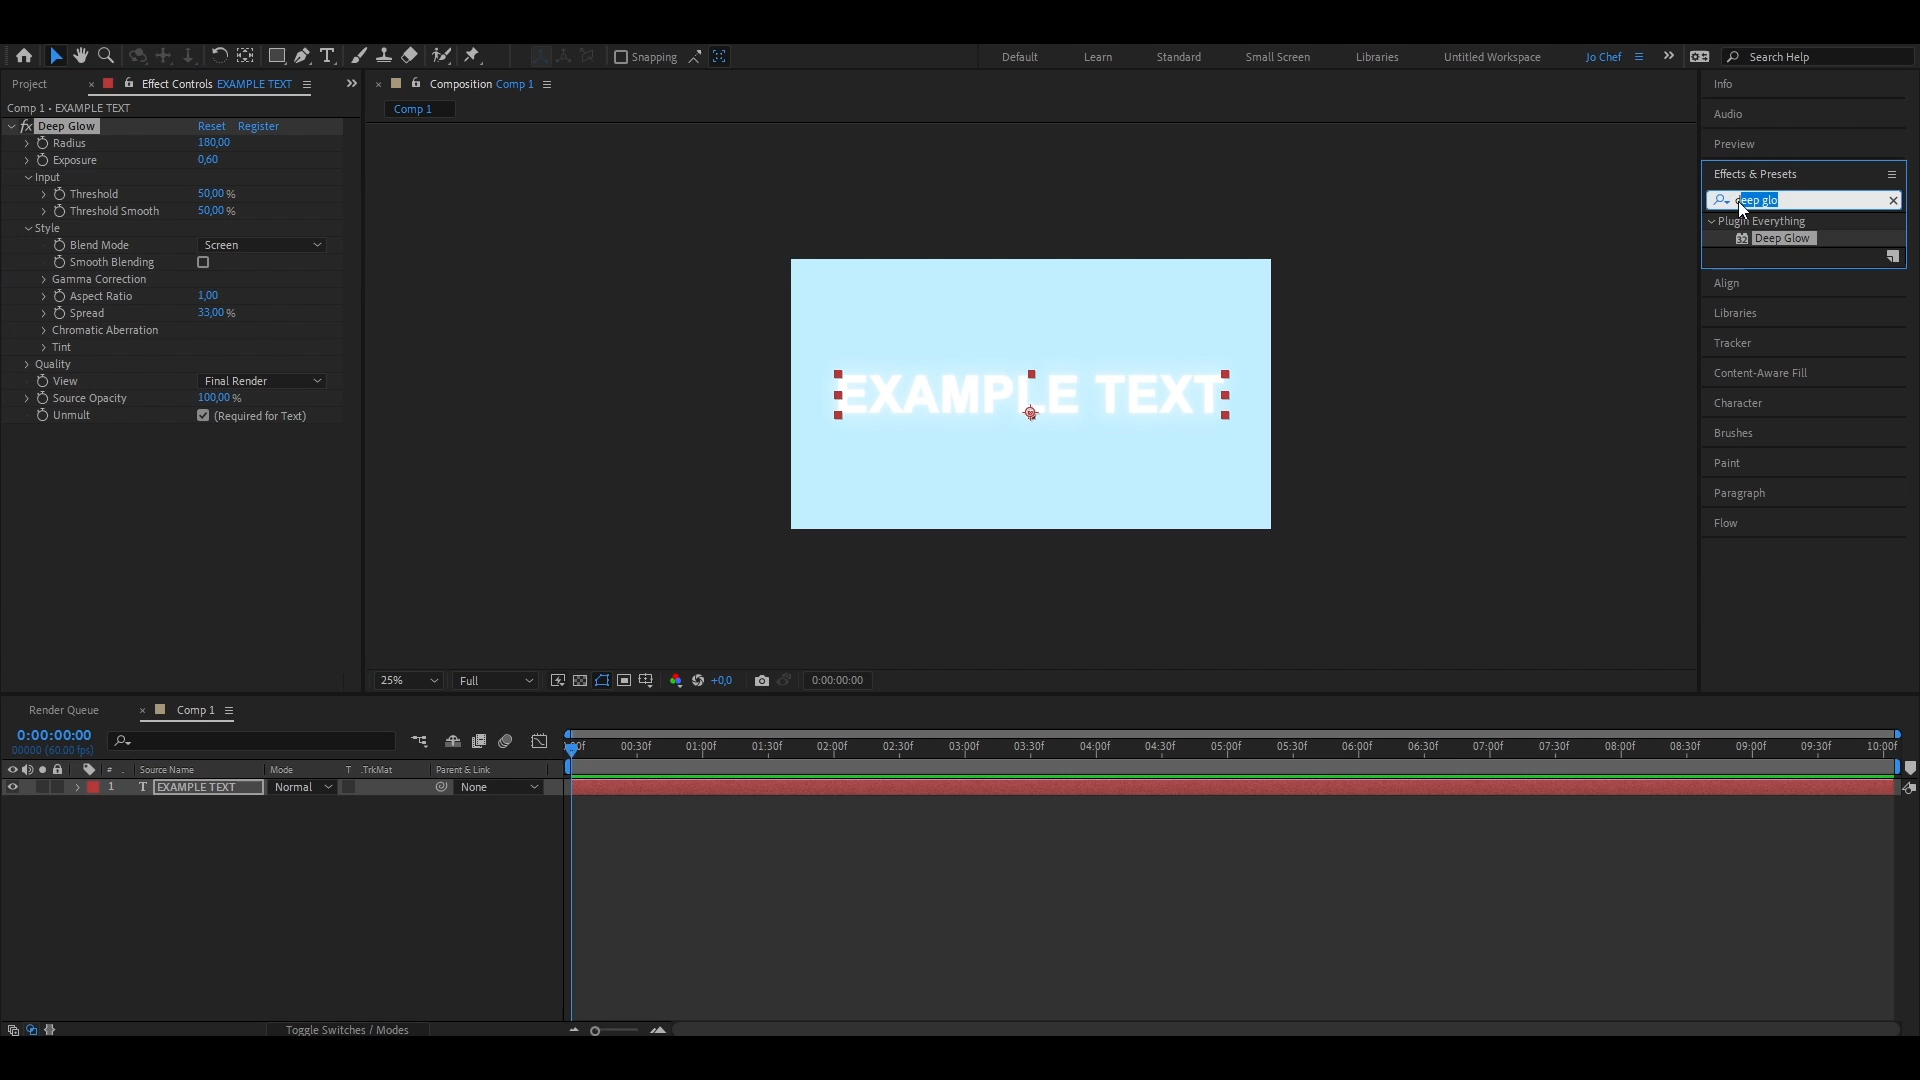 Snapping
Default
Learn
Standard
Small Screen
Libraries
Untitled Workspace
Jo Chef
Search Help
Project
Effect Controls EXAMPLE TEXT
Composition Comp 1
Comp 1
Comp 1 • EXAMPLE TEXT
fx Deep Glow Reset Register
Radius 180,00
Exposure 0,60
Input
Threshold 50,00 %
Threshold Smooth 50,00 %
Style
Blend Mode Screen
Smooth Blending
Gamma Correction
Aspect Ratio 1,00
Spread 33,00 %
Chromatic Aberration
Tint
Quality
View Final Render
Source Opacity 100,00 %
Unmult (Required for Text)
EXAMPLE TEXT
25% Full +0,0 0:00:00:00
Info
Audio
Preview
Effects & Presets
deep glo
Plugin Everything
32 Deep Glow
Align
Libraries
Tracker
Content-Aware Fill
Character
Brushes
Paint
Paragraph
Flow
Render Queue
Comp 1
0:00:00:00
00000 (60.00 fps)
00:30f 01:00f 01:30f 02:00f 02:30f 03:00f 03:30f 04:00f 04:30f 05:00f 05:30f 06:00f 06:30f 07:00f 07:30f 08:00f 08:30f 09:00f 09:30f 10:00f
# Source Name Mode T .TrkMat Parent & Link
1 T EXAMPLE TEXT Normal None
Toggle Switches / Modes